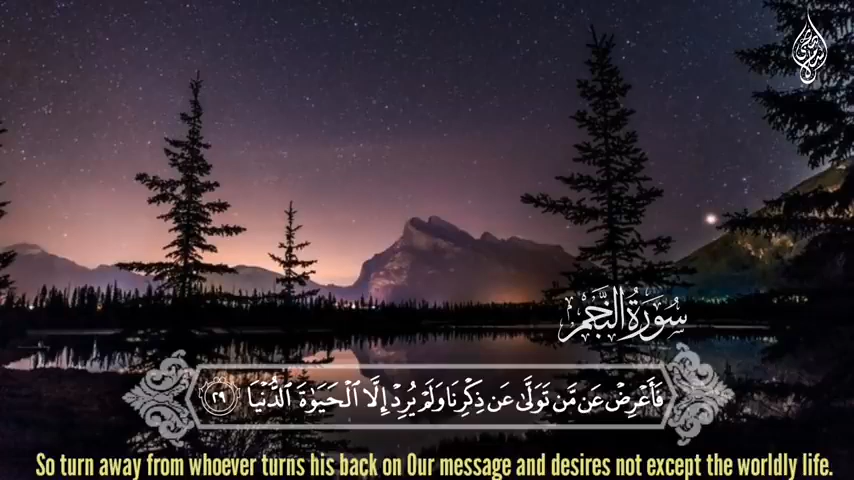 سُورَةُ النَّجْمِ
فَأَعْرِضْ عَن مَّن تَوَلَّىٰ عَن ذِكْرِنَا وَلَمْ يُرِدْ إِلَّا ٱلْحَيَوٰةَ ٱلدُّنْيَا ٢٩
So turn away from whoever turns his back on Our message and desires not except the worldly life.